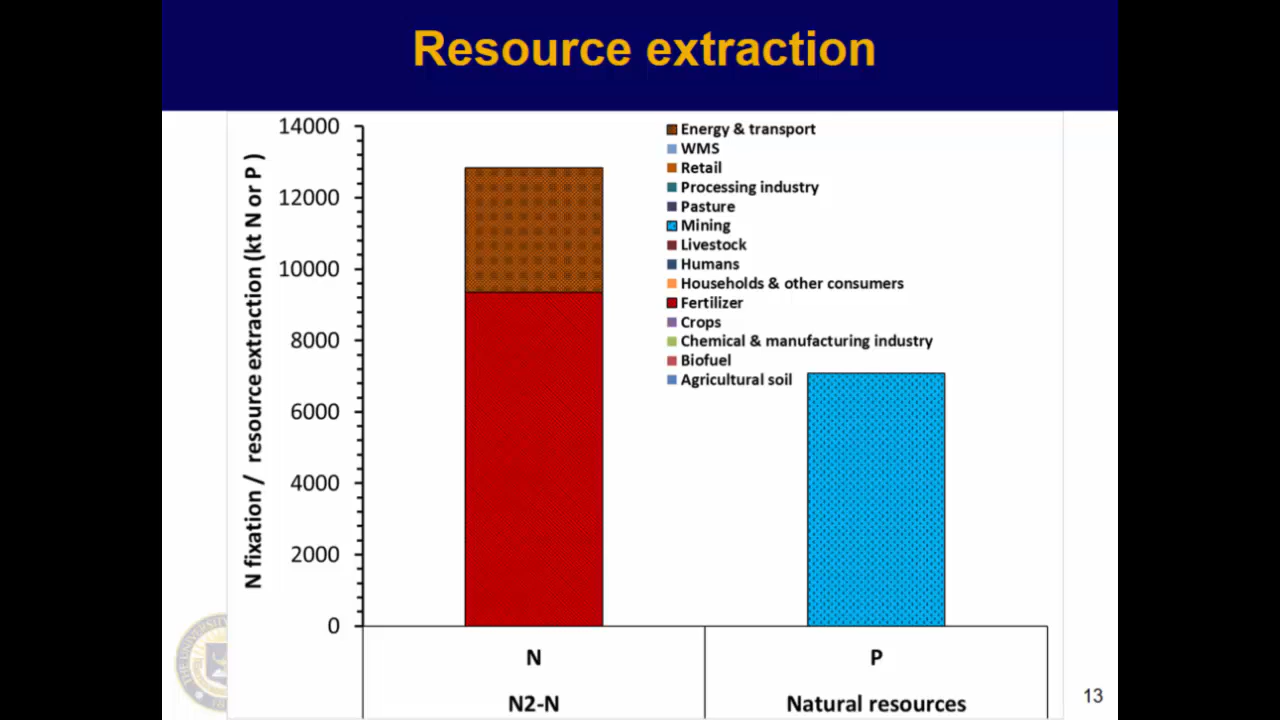 Resource extraction
N fixation / resource extraction (kt N or P )
14000
12000
10000
8000
6000
4000
2000
0
Energy & transport
WMS
Retail
Processing industry
Pasture
Mining
Livestock
Humans
Households & other consumers
Fertilizer
Crops
Chemical & manufacturing industry
Biofuel
Agricultural soil
N
P
N2-N
Natural resources
THE UNIVERSITY
13